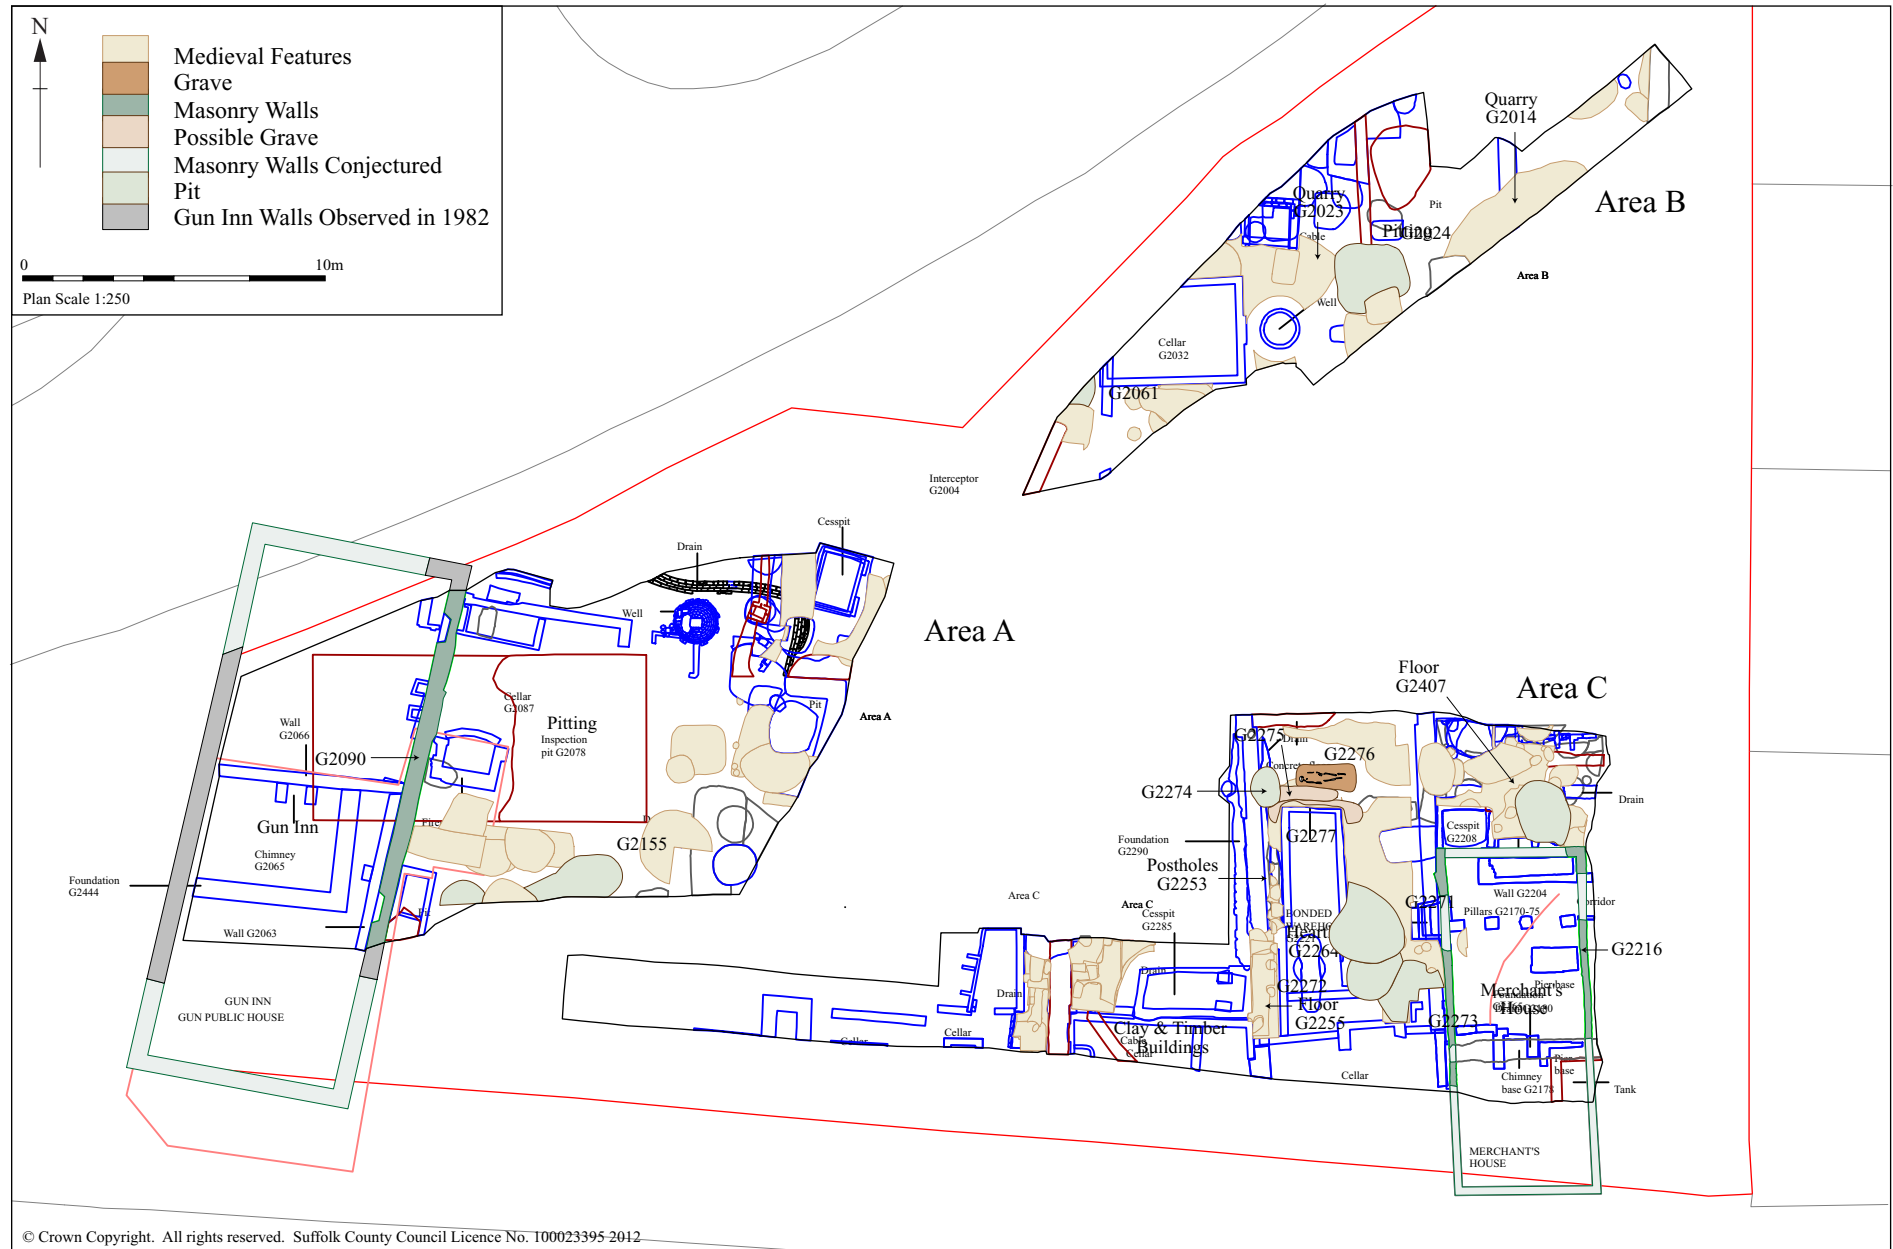 N
Medieval Features
Grave
Masonry Walls
Possible Grave
Masonry Walls Conjectured
Pit
Gun Inn Walls Observed in 1982
0 10m
Plan Scale 1:250
Quarry
G2014
Area B
Quarry
G2023
Cable
Pit
Pitting
G2024
Area B
Well
Cellar
G2032
G2061
Interceptor
G2004
Cesspit
Drain
Well
Area A
Cellar
G2087
Pitting
Inspection
pit G2078
Pit
Area A
Wall
G2066
G2090
Gun Inn
Chimney
G2065
Fire
G2155
Foundation
G2444
Pit
Wall G2063
GUN INN
GUN PUBLIC HOUSE
Floor
G2407
Area C
G2275
Drain
G2276
Concrete
G2274
G2277
Drain
Cesspit
G2208
Foundation
G2290
Postholes
G2253
Area C
Area C
Cesspit
G2285
G2271
Wall G2204
Pillars G2170-75
Corridor
BONDED
G2264
G2216
Drain
Drain
G2272
Floor
G2255
Pier base
Merchant's
House
G2273
Clay & Timber
Buildings
Cable
Cellar
Cellar
Cellar
Cellar
Pier
base
Chimney
base G2178
Tank
MERCHANT'S
HOUSE
© Crown Copyright. All rights reserved. Suffolk County Council Licence No. 100023395 2012